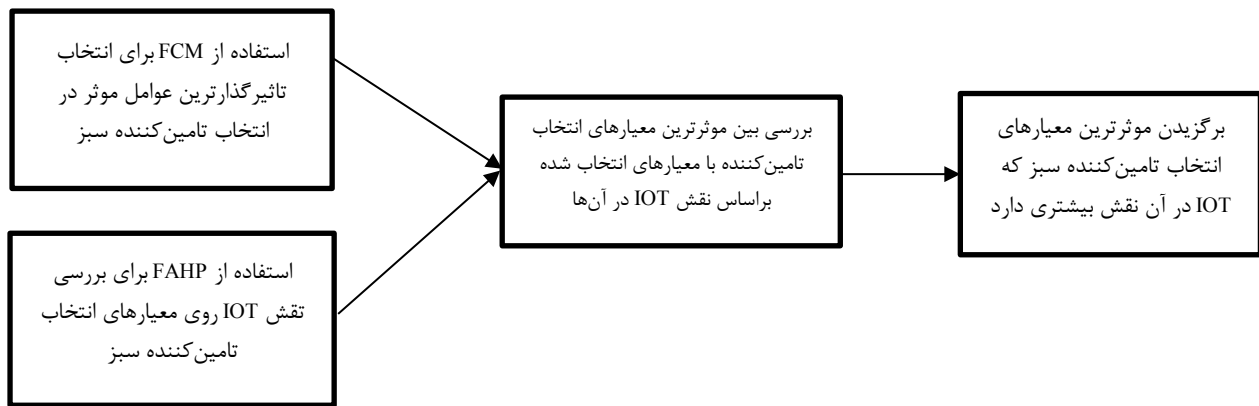 استفاده از FCM برای انتخاب
تاثیرگذارترین عوامل موثر در
انتخاب تامین‌کننده سبز
استفاده از FAHP برای بررسی
تقش IOT روی معیارهای انتخاب
تامین‌کننده سبز
بررسی بین موثرترین معیارهای انتخاب
تامین‌کننده با معیارهای انتخاب شده
براساس نقش IOT در آن‌ها
برگزیدن موثرترین معیارهای
انتخاب تامین‌کننده سبز که
IOT در آن نقش بیشتری دارد